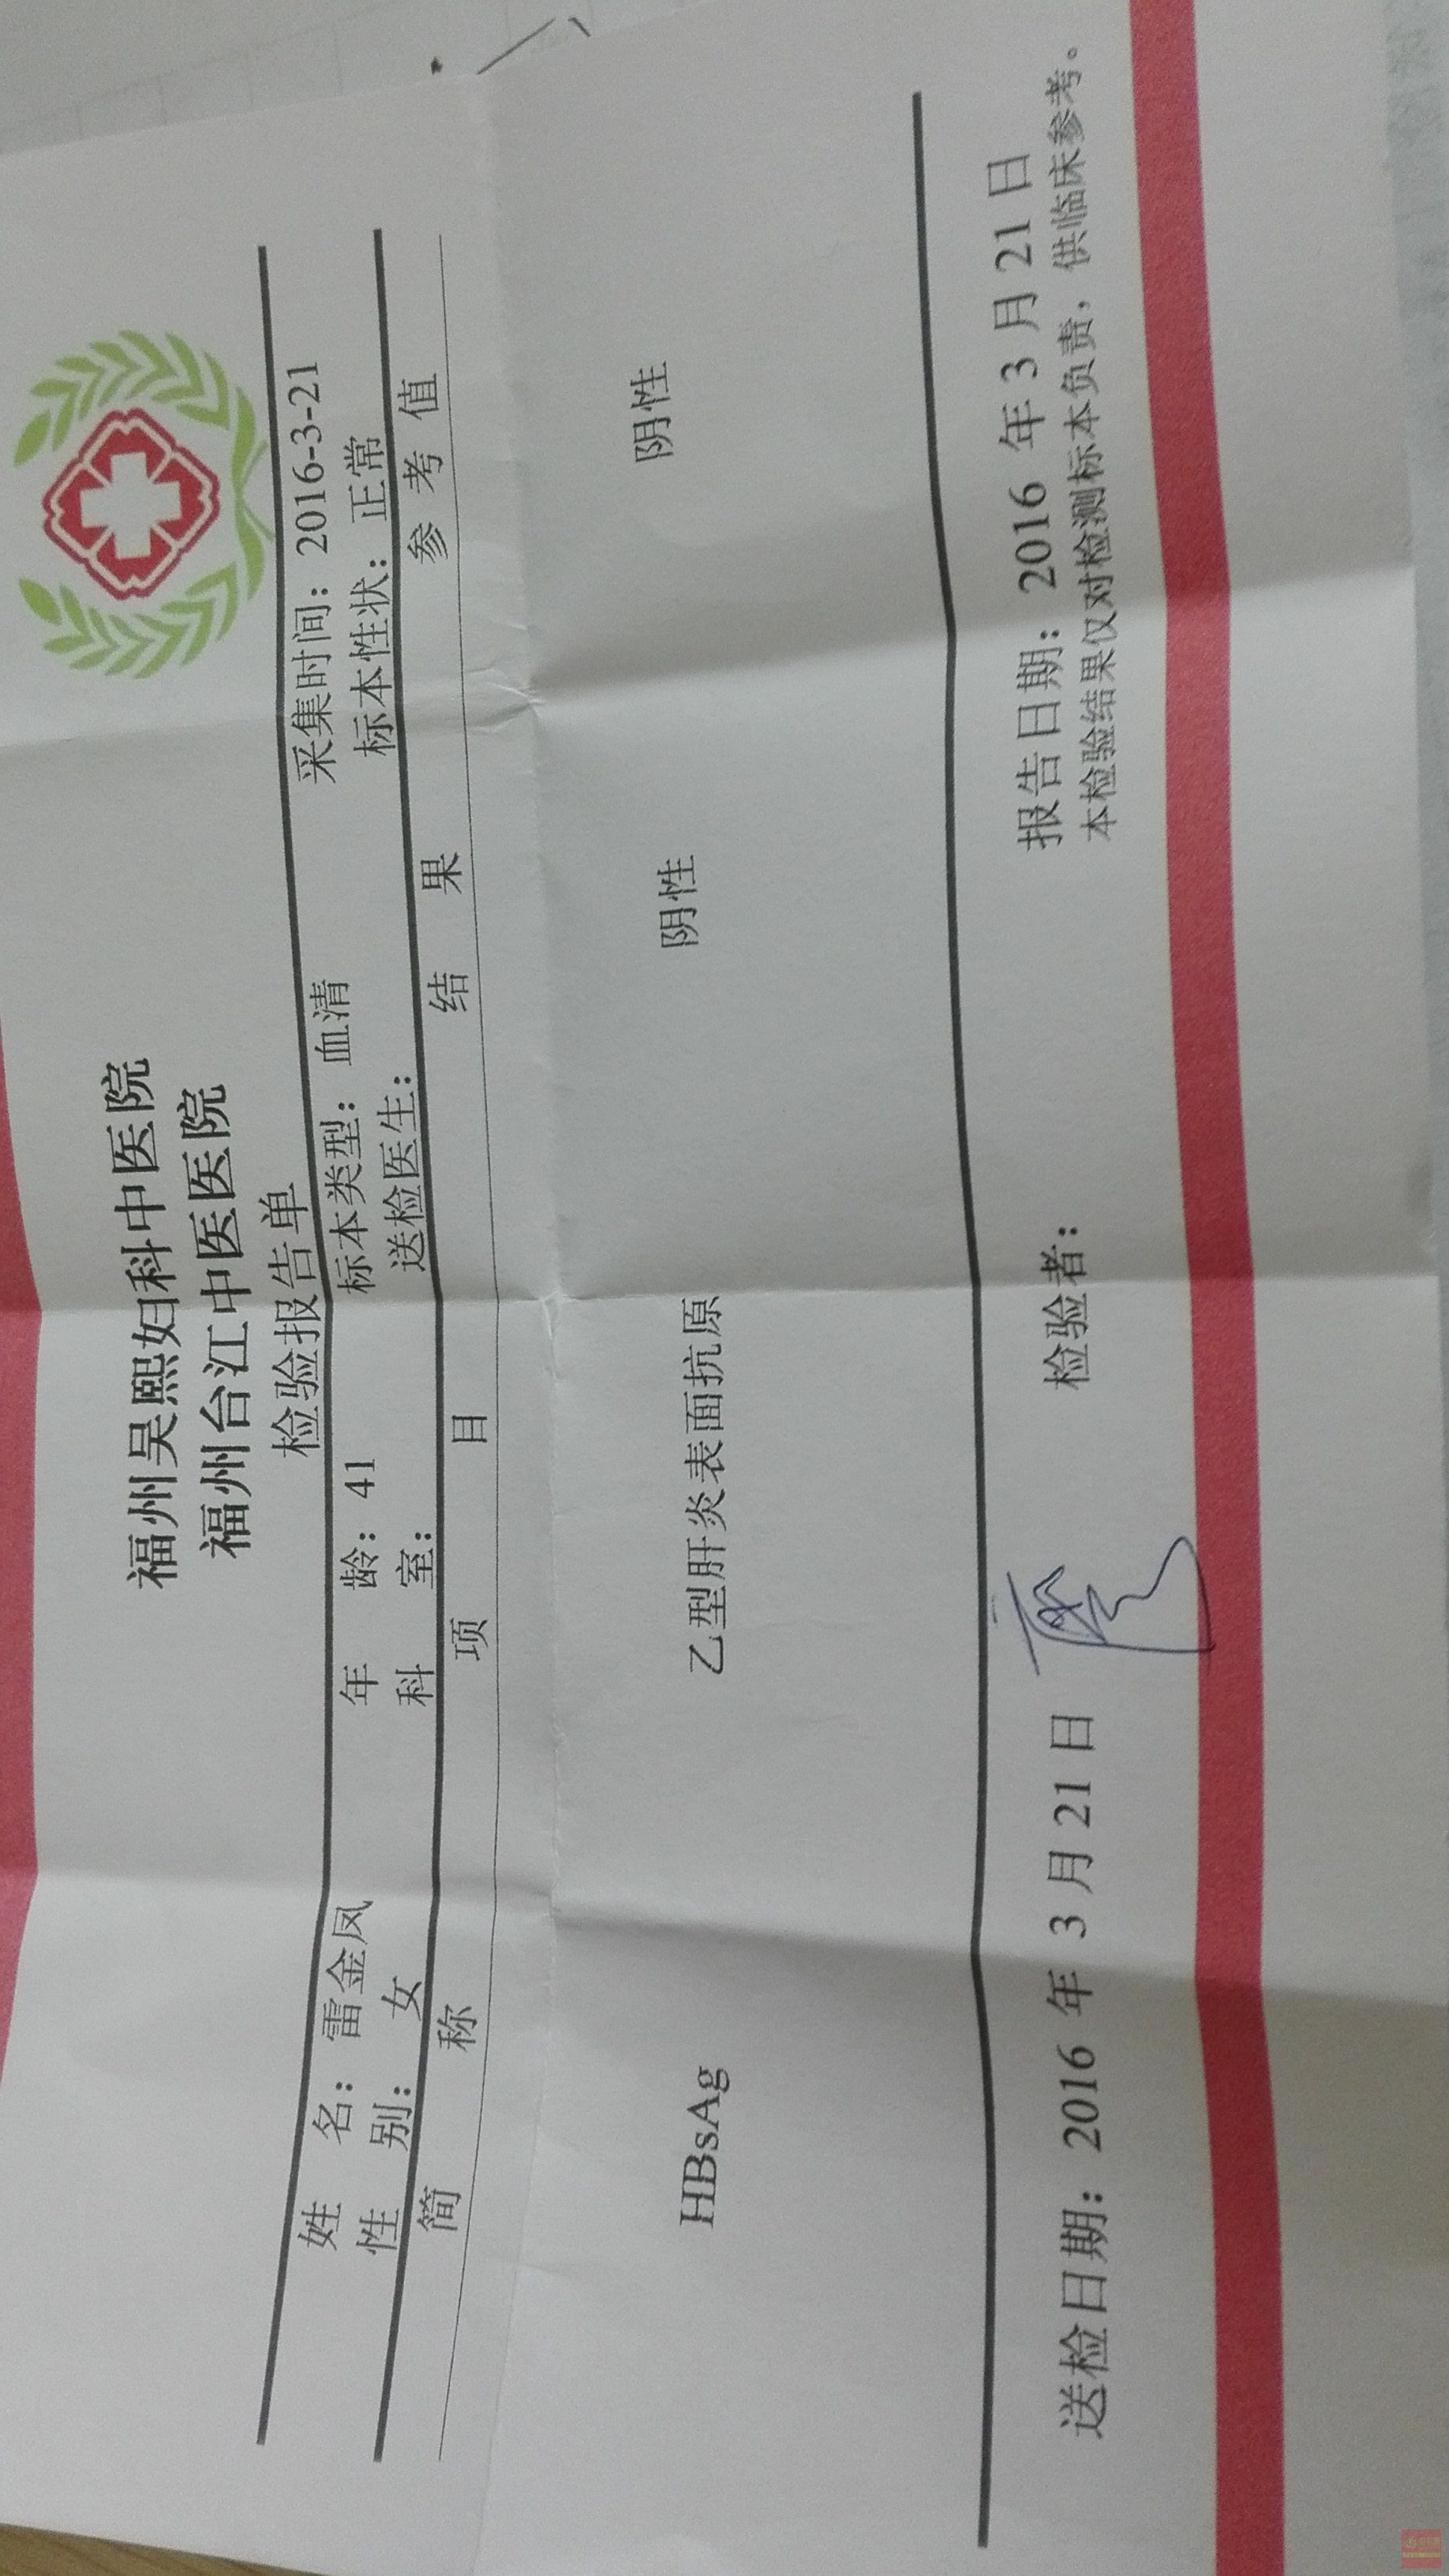 福州吴熙妇科中医院
福州台江中医医院
检验报告单
姓 名：雷金凤 年 龄：41 标本类型：血清 采集时间：2016-3-21
性 别：女 科 室： 送检医生： 标本性状：正常
简 称 项 目 结 果 参 考 值
HBsAg 乙型肝炎表面抗原 阴性 阴性
送检日期：2016 年 3 月 21 日 检验者： 报告日期：2016 年 3 月 21 日
本检验结果仅对检测标本负责，供临床参考。